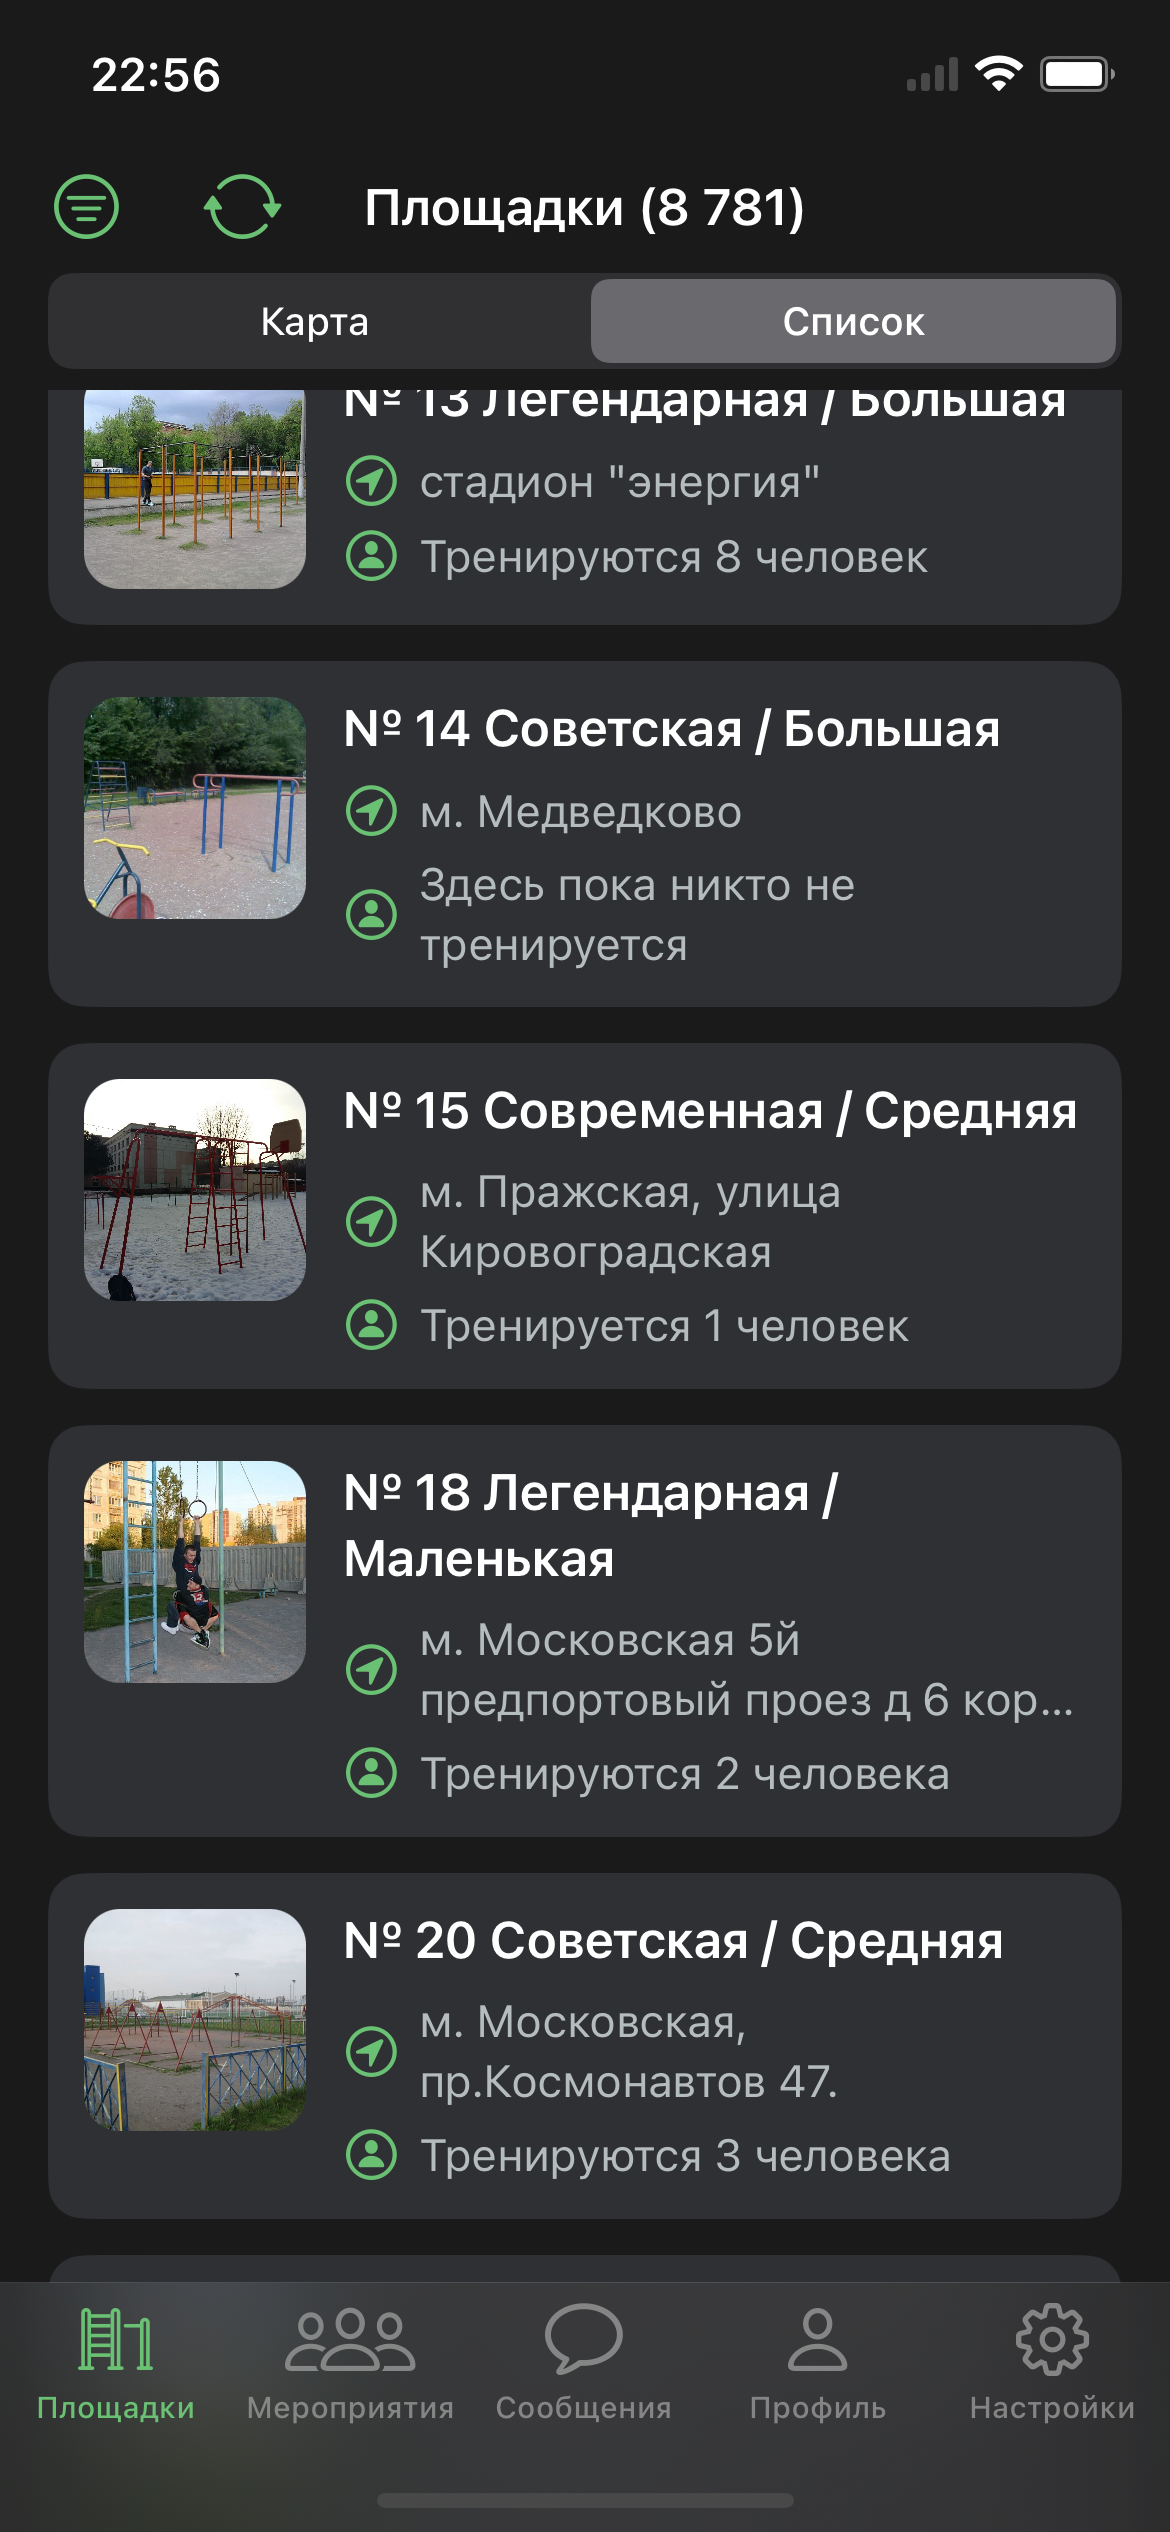 22:56
Площадки (8 781)
Карта
Список
№ 13 Легендарная / Большая
стадион "энергия"
Тренируются 8 человек
№ 14 Советская / Большая
м. Медведково
Здесь пока никто не
тренируется
№ 15 Современная / Средняя
м. Пражская, улица
Кировоградская
Тренируется 1 человек
№ 18 Легендарная /
Маленькая
м. Московская 5й
предпортовый проез д 6 кор...
Тренируются 2 человека
№ 20 Советская / Средняя
м. Московская,
пр.Космонавтов 47.
Тренируются 3 человека
Площадки
Мероприятия
Сообщения
Профиль
Настройки